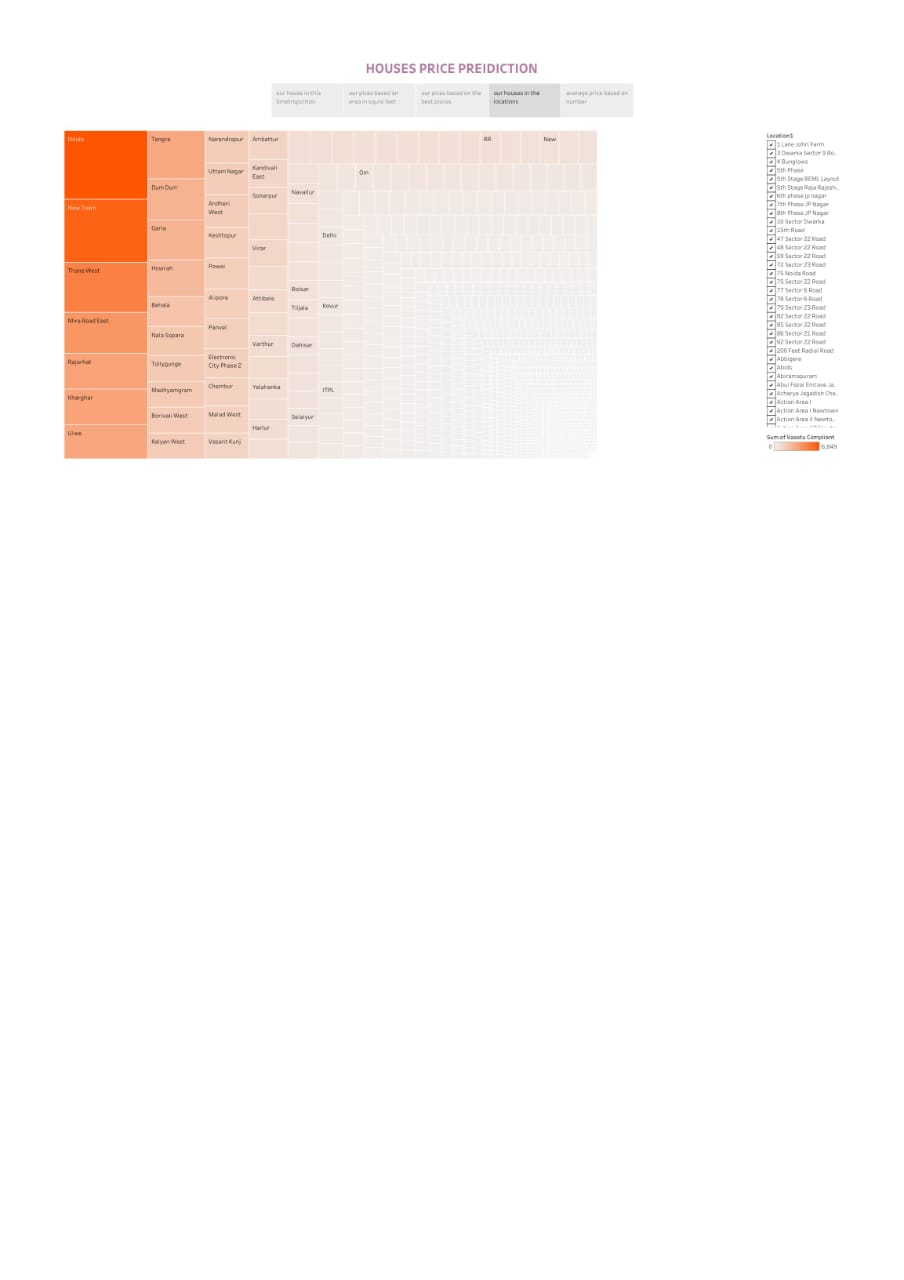 HOUSES PRICE PREIDICTION
our house in this
our prices based on
area in squre feet
our prices based on the
best places
our houses in the
locations
average price based on
number
Noida
New Town
Thane West
Mira Road East
Rajarhat
Kharghar
Ulwe
Tangra
Dum Dum
Garia
Howrah
Behala
Nala Sopara
Tollygunge
Madhyamgram
Borivali West
Kalyan West
Narendrapur
Uttam Nagar
Andheri
West
Keshtopur
Powai
Alipore
Panvel
Electronic
City Phase 2
Chembur
Malad West
Vasant Kunj
Ambattur
Kandivali
East
Sonarpur
Virar
Attibele
Varthur
Yelahanka
Harlur
Navallur
Boisar
Tiljala
Dahisar
Selaiyur
Delhi
Kovur
ITPL
Om
RR
New
Location1
1 Lane Johri Farm
3 Dwarka Sector 9 Ro..
4 Bunglows
5th Phase
5th Stage BEML Layout
5th Stage Raja Rajesh..
6th phase jp nagar
7th Phase JP Nagar
8th Phase JP Nagar
10 Sector Dwarka
15th Road
47 Sector 22 Road
48 Sector 22 Road
59 Sector 22 Road
72 Sector 23 Road
75 Noida Road
75 Sector 22 Road
77 Sector 6 Road
78 Sector 6 Road
79 Sector 23 Road
82 Sector 22 Road
85 Sector 22 Road
86 Sector 21 Road
92 Sector 22 Road
200 Feet Radial Road
Abbigere
Abids
Abiramapuram
Abul Fazal Enclave Ja..
Acharya Jagadish Cha..
Action Area I
Action Area I Newtown
Action Area II Newto..
Sum of Vaastu Compliant
0
6,849